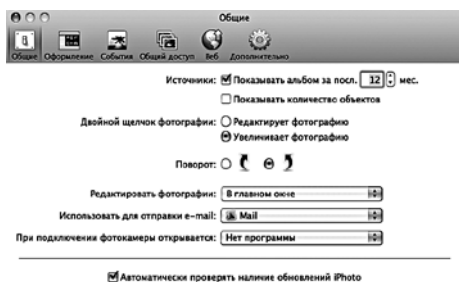 Общие
Общие Оформление События Общий доступ Веб Дополнительно
Источники: Показывать альбом за посл. 12 мес.
Показывать количество объектов
Двойной щелчок фотографии: Редактирует фотографию
Увеличивает фотографию
Поворот:
Редактировать фотографии: В главном окне
Использовать для отправки e-mail: Mail
При подключении фотокамеры открывается: Нет программы
Автоматически проверять наличие обновлений iPhoto